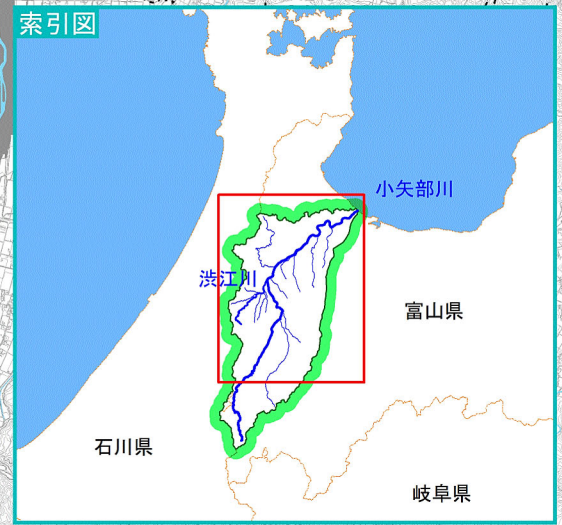 索引図
小矢部川
渋江川
富山県
石川県
岐阜県